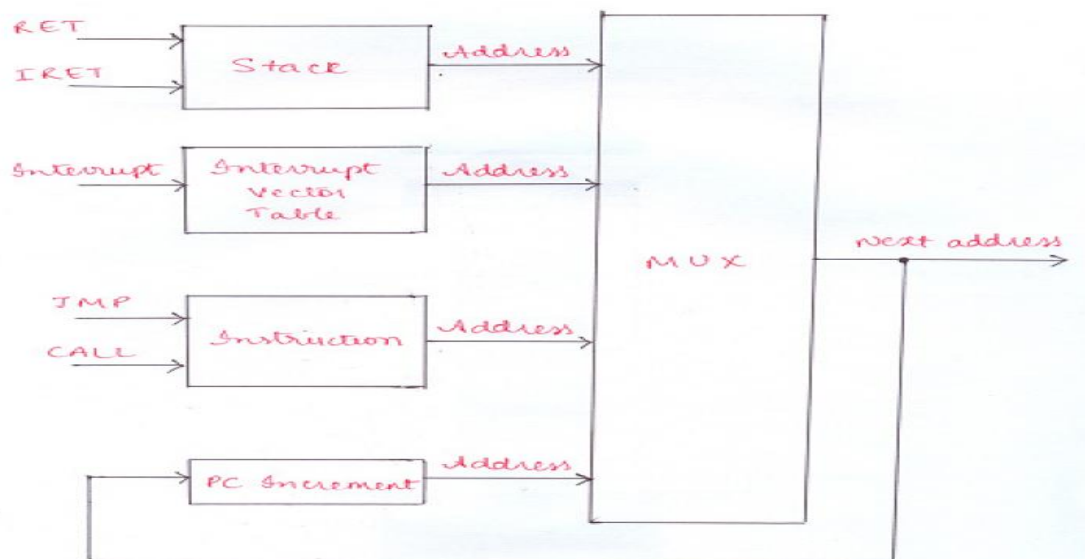 RET
IRET
Stack
Address
Interrupt
Interrupt
Vector
Table
Address
MUX
Next address
JMP
CALL
Instruction
Address
PC Increment
Address